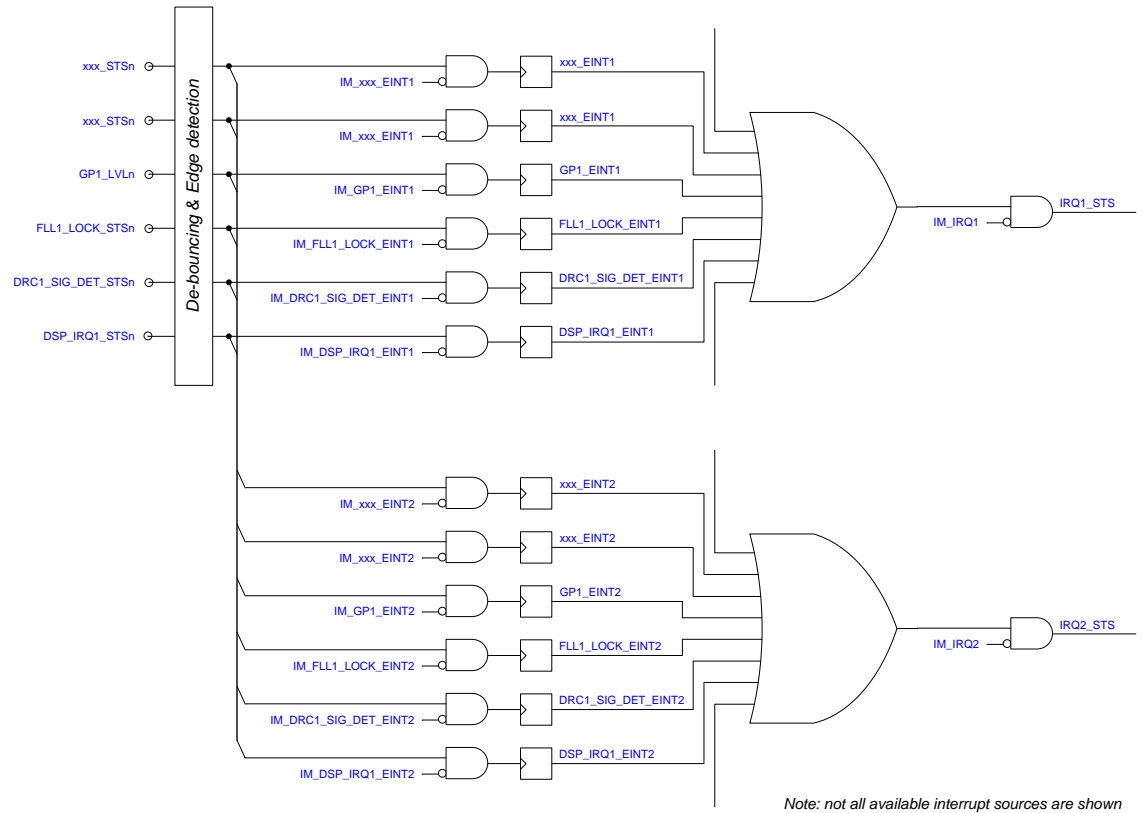 xxx_STSn
xxx_STSn
GP1_LVLn
FLL1_LOCK_STSn
DRC1_SIG_DET_STSn
DSP_IRQ1_STSn
De-bouncing & Edge detection
IM_xxx_EINT1
xxx_EINT1
IM_xxx_EINT1
xxx_EINT1
IM_GP1_EINT1
GP1_EINT1
IM_FLL1_LOCK_EINT1
FLL1_LOCK_EINT1
IM_DRC1_SIG_DET_EINT1
DRC1_SIG_DET_EINT1
IM_DSP_IRQ1_EINT1
DSP_IRQ1_EINT1
IM_IRQ1
IRQ1_STS
IM_xxx_EINT2
xxx_EINT2
IM_xxx_EINT2
xxx_EINT2
IM_GP1_EINT2
GP1_EINT2
IM_FLL1_LOCK_EINT2
FLL1_LOCK_EINT2
IM_DRC1_SIG_DET_EINT2
DRC1_SIG_DET_EINT2
IM_DSP_IRQ1_EINT2
DSP_IRQ1_EINT2
IM_IRQ2
IRQ2_STS
Note: not all available interrupt sources are shown